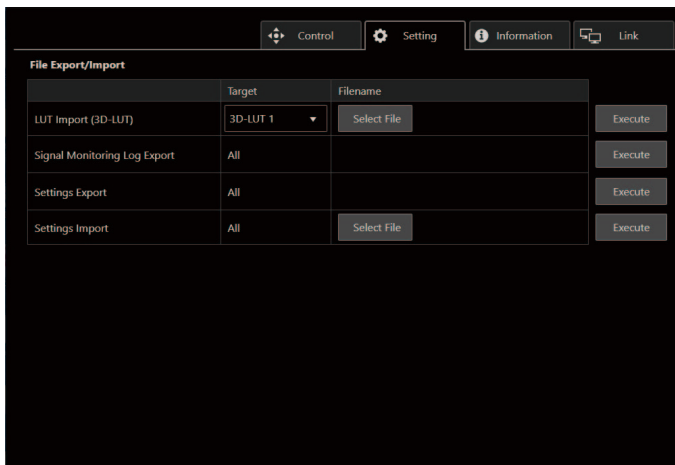 Control Setting Information Link
File Export/Import
Target Filename
LUT Import (3D-LUT) 3D-LUT 1 Select File Execute
Signal Monitoring Log Export All Execute
Settings Export All Execute
Settings Import All Select File Execute